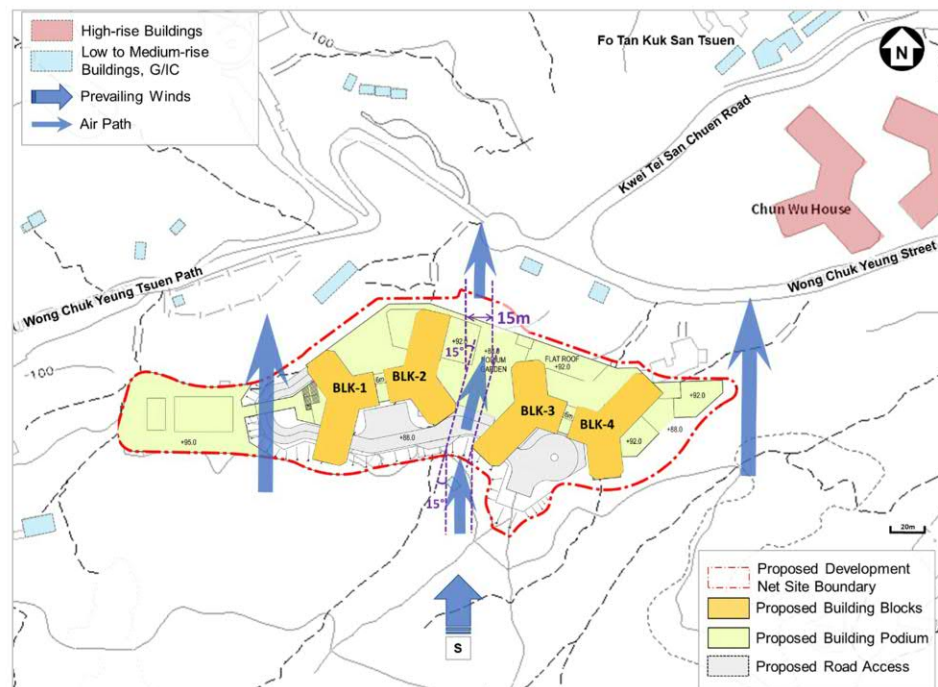 High-rise Buildings
Low to Medium-rise
Buildings, G/IC
Prevailing Winds
Air Path
100
Fo Tan Kuk San Tsuen
N
Kwei Tei San Chuen Road
Chun Wu House
Wong Chuk Yeung Street
Wong Chuk Yeung Tsuen Path
15m
15°
+92.0
GARDEN
FLAT ROOF
+92.0
BLK-1
BLK-2
BLK-3
BLK-4
100
+92.0
+88.0
+92.0
+88.0
+95.0
15°
20m
S
Proposed Development
Net Site Boundary
Proposed Building Blocks
Proposed Building Podium
Proposed Road Access